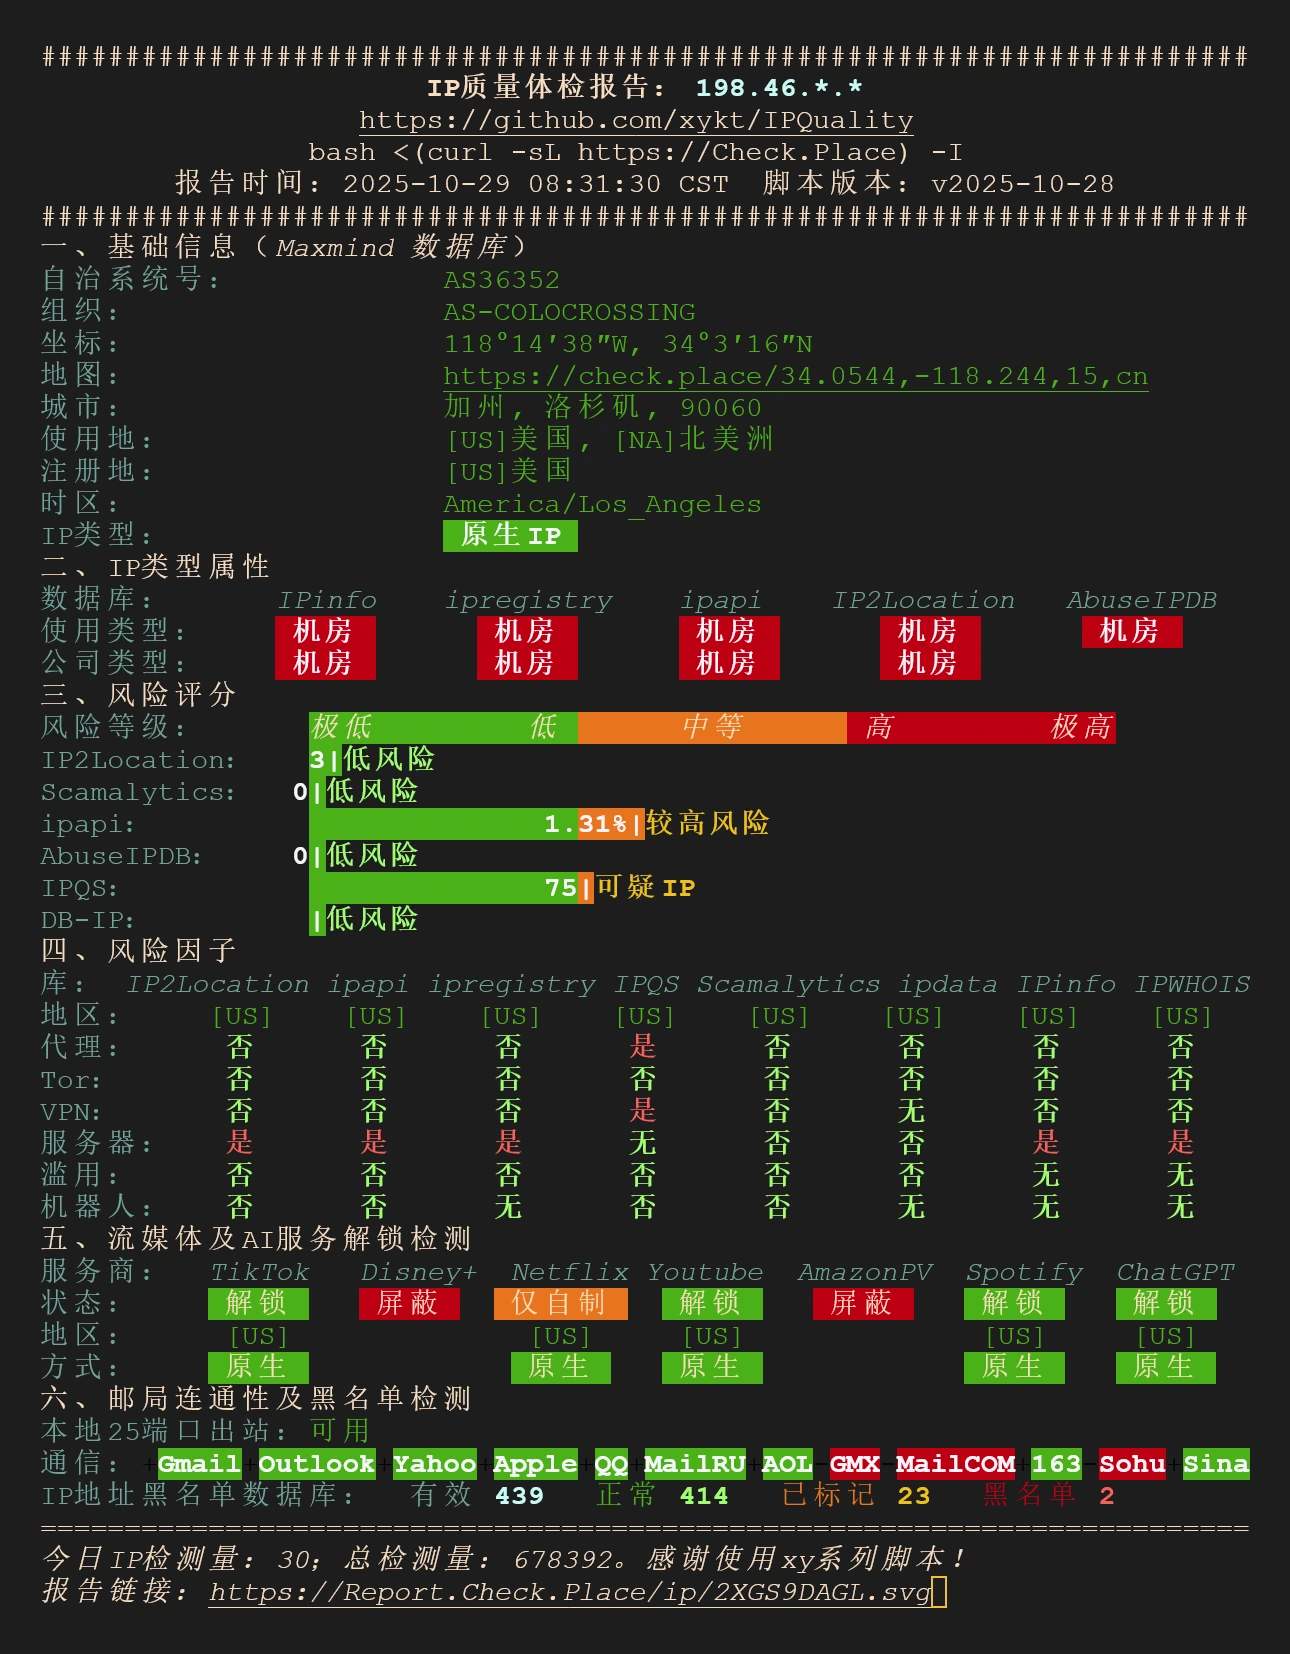 ########################################################################
IP质量体检报告：198.46.*.*
https://github.com/xykt/IPQuality
bash <(curl -sL https://Check.Place) -I
报告时间：2025-10-29 08:31:30 CST  脚本版本：v2025-10-28
########################################################################
一、基础信息（Maxmind 数据库）
自治系统号： AS36352
组织： AS-COLOCROSSING
坐标： 118°14′38″W, 34°3′16″N
地图： https://check.place/34.0544,-118.244,15,cn
城市： 加州, 洛杉矶, 90060
使用地： [US]美国, [NA]北美洲
注册地： [US]美国
时区： America/Los_Angeles
IP类型： 原生IP
二、IP类型属性
数据库： IPinfo ipregistry ipapi IP2Location AbuseIPDB
使用类型： 机房 机房 机房 机房 机房
公司类型： 机房 机房 机房 机房
三、风险评分
风险等级： 极低 低 中等 高 极高
IP2Location： 3|低风险
Scamalytics： 0|低风险
ipapi： 1.31%|较高风险
AbuseIPDB： 0|低风险
IPQS： 75|可疑IP
DB-IP： |低风险
四、风险因子
库： IP2Location ipapi ipregistry IPQS Scamalytics ipdata IPinfo IPWHOIS
地区： [US] [US] [US] [US] [US] [US] [US] [US]
代理： 否 否 否 是 否 否 否 否
Tor： 否 否 否 否 否 否 否 否
VPN： 否 否 否 是 否 无 否 否
服务器： 是 是 是 无 否 否 是 是
滥用： 否 否 否 否 否 否 无 无
机器人： 否 否 无 否 否 无 无 无
五、流媒体及AI服务解锁检测
服务商： TikTok Disney+ Netflix Youtube AmazonPV Spotify ChatGPT
状态： 解锁 屏蔽 仅自制 解锁 屏蔽 解锁 解锁
地区： [US] [US] [US] [US] [US]
方式： 原生 原生 原生 原生 原生
六、邮局连通性及黑名单检测
本地25端口出站：可用
通信： +Gmail+Outlook+Yahoo+Apple+QQ+MailRU+AOL-GMX-MailCOM+163-Sohu+Sina
IP地址黑名单数据库： 有效 439 正常 414 已标记 23 黑名单 2
========================================================================
今日IP检测量：30；总检测量：678392。感谢使用xy系列脚本！
报告链接：https://Report.Check.Place/ip/2XGS9DAGL.svg